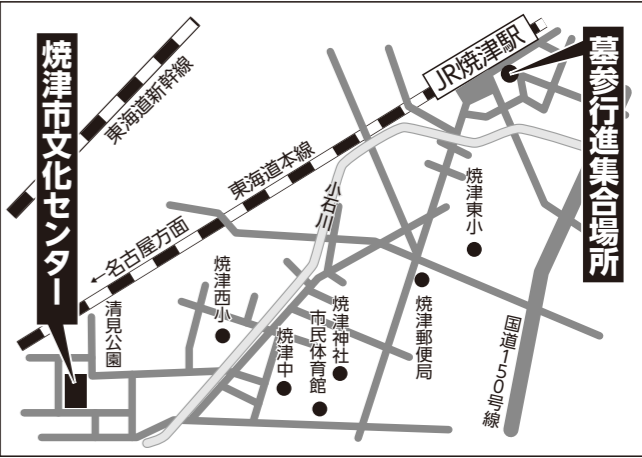 焼津市文化センター
東海道新幹線
JR焼津駅
墓参行進集合場所
東海道本線
小石川
名古屋方面
焼津東小
清見公園
焼津西小
焼津中
市民体育館
焼津神社
焼津郵便局
国道150号線